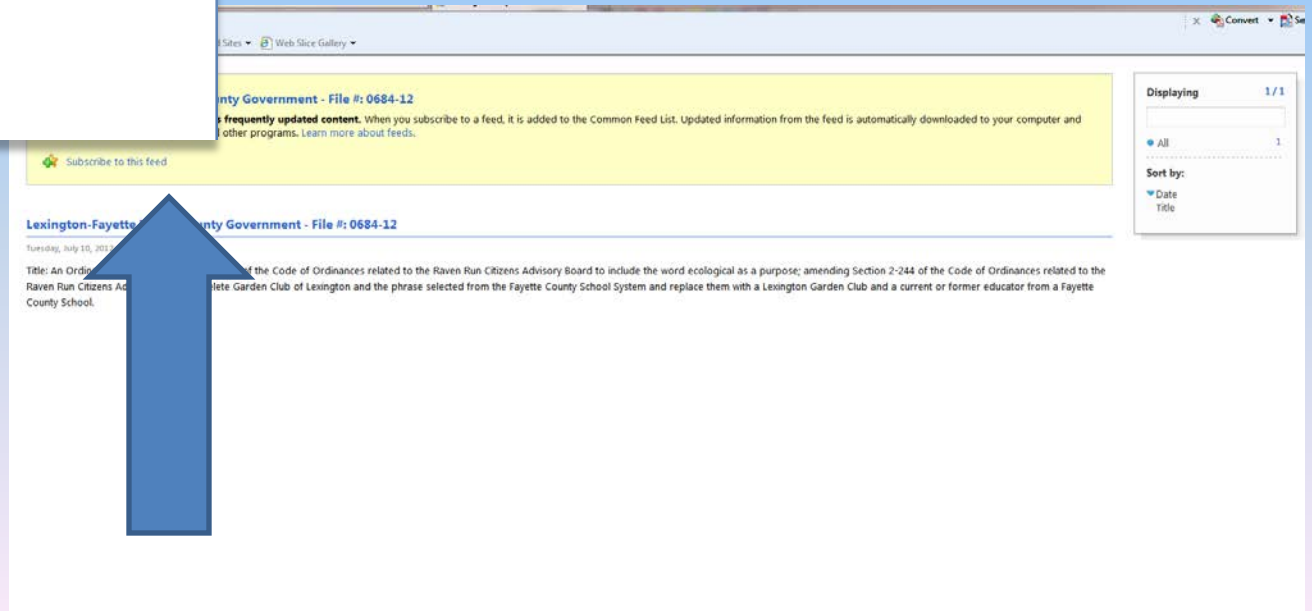 Convert
Sites Web Slice Gallery
nty Government - File #: 0684-12
s frequently updated content. When you subscribe to a feed, it is added to the Common Feed List. Updated information from the feed is automatically downloaded to your computer and
other programs. Learn more about feeds.
Subscribe to this feed
Displaying 1/1
All 1
Sort by:
Date
Title
Lexington-Fayette nty Government - File #: 0684-12
Tuesday, July 10, 2012
Title: An Ordi of the Code of Ordinances related to the Raven Run Citizens Advisory Board to include the word ecological as a purpose; amending Section 2-244 of the Code of Ordinances related to the
Raven Run Citizens Ad elete Garden Club of Lexington and the phrase selected from the Fayette County School System and replace them with a Lexington Garden Club and a current or former educator from a Fayette
County School.